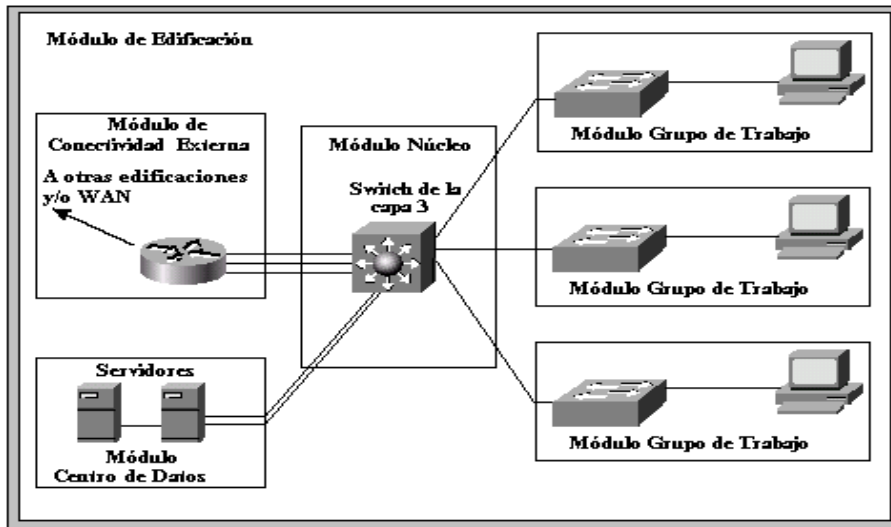 Módulo de Edificación
Módulo de
Conectividad Externa
A otras edificaciones
y/o WAN
Módulo Núcleo
Switch de la
capa 3
Servidores
Módulo
Centro de Datos
Módulo Grupo de Trabajo
Módulo Grupo de Trabajo
Módulo Grupo de Trabajo